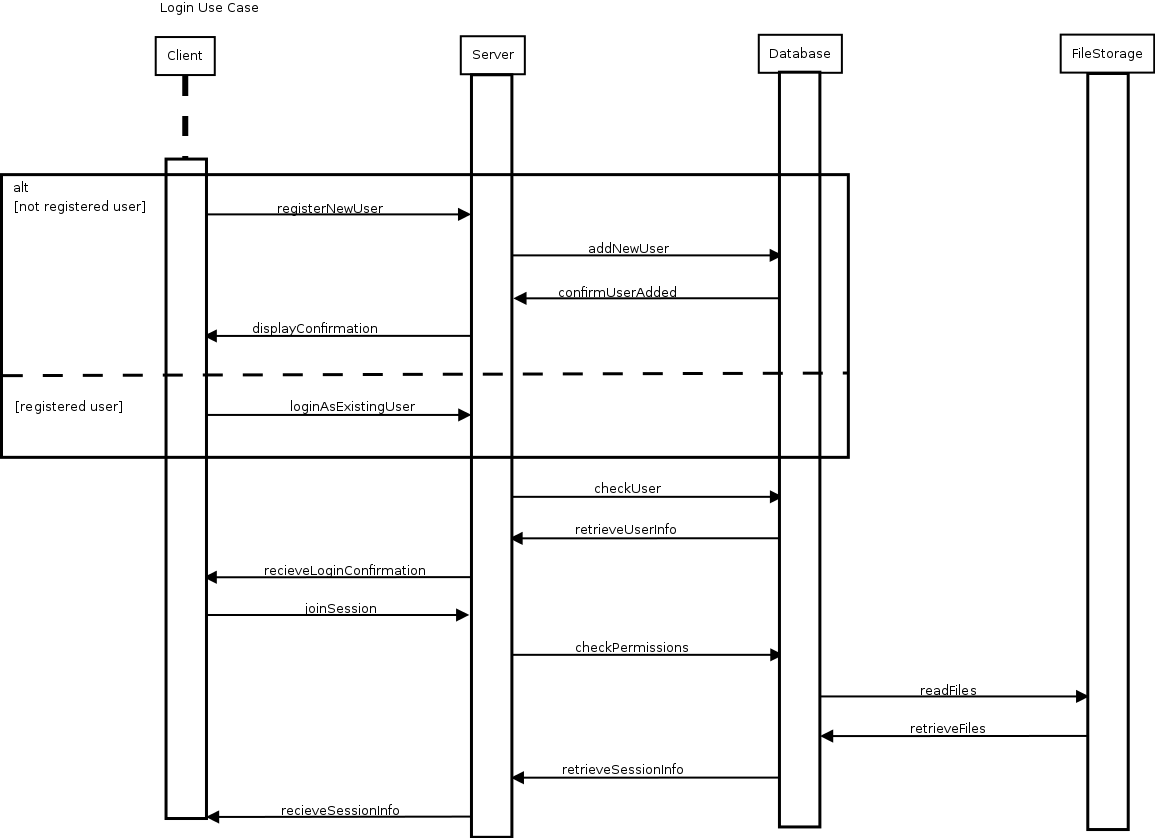 Login Use Case
Client
Server
Database
FileStorage
alt
[not registered user]
registerNewUser
addNewUser
confirmUserAdded
displayConfirmation
[registered user]
loginAsExistingUser
checkUser
retrieveUserInfo
recieveLoginConfirmation
joinSession
checkPermissions
readFiles
retrieveFiles
retrieveSessionInfo
recieveSessionInfo